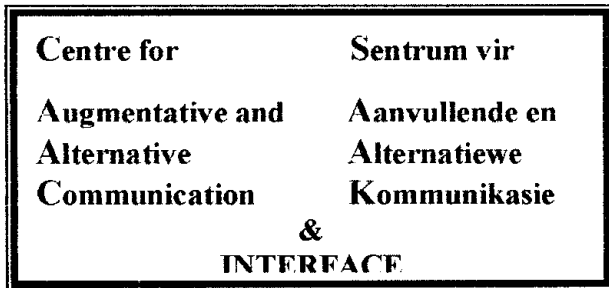 Centre for Sentrum vir
Augmentative and Aanvullende en
Alternative Alternatiewe
Communication Kommunikasie
&
INTERFACE